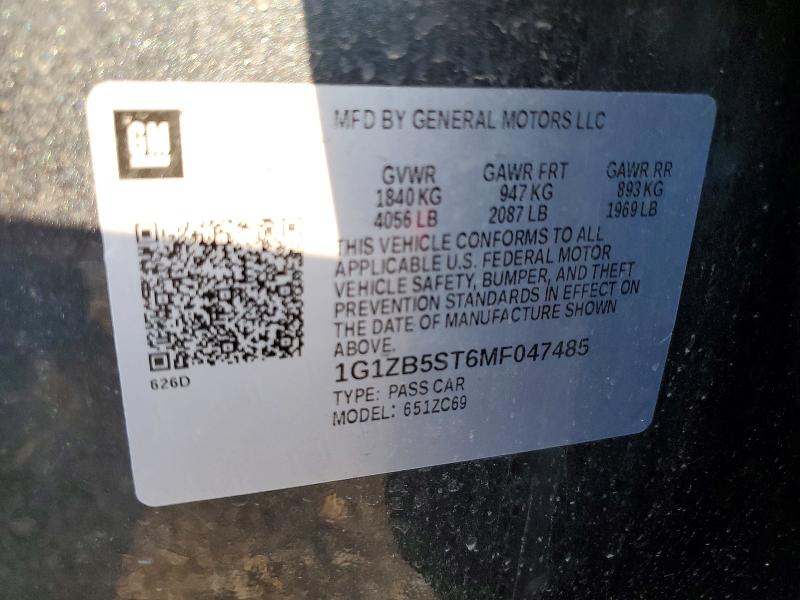 GM
MFD BY GENERAL MOTORS LLC
GVWR GAWR FRT GAWR RR
1840 KG 947 KG 893 KG
4056 LB 2087 LB 1969 LB
THIS VEHICLE CONFORMS TO ALL
APPLICABLE U.S. FEDERAL MOTOR
VEHICLE SAFETY, BUMPER, AND THEFT
PREVENTION STANDARDS IN EFFECT ON
THE DATE OF MANUFACTURE SHOWN
ABOVE.
1G1ZB5ST6MF047485
TYPE: PASS CAR
MODEL: 651ZC69
626D